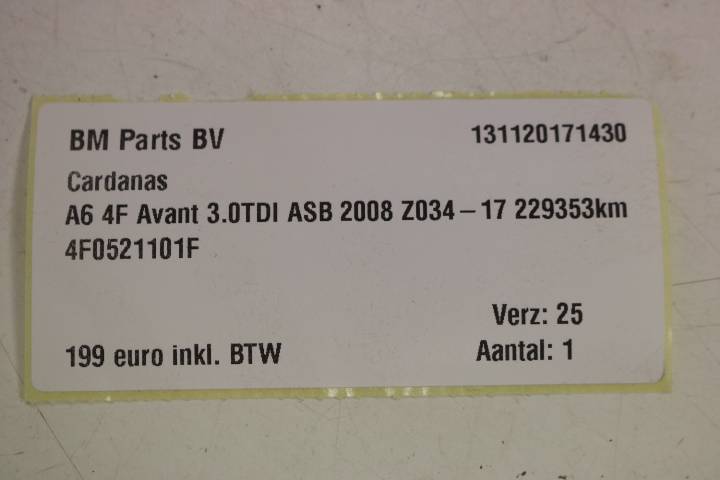 BM Parts BV 131120171430
Cardanas
A6 4F Avant 3.0TDI ASB 2008 Z034-17 229353km
4F0521101F
Verz: 25
199 euro inkl. BTW Aantal: 1